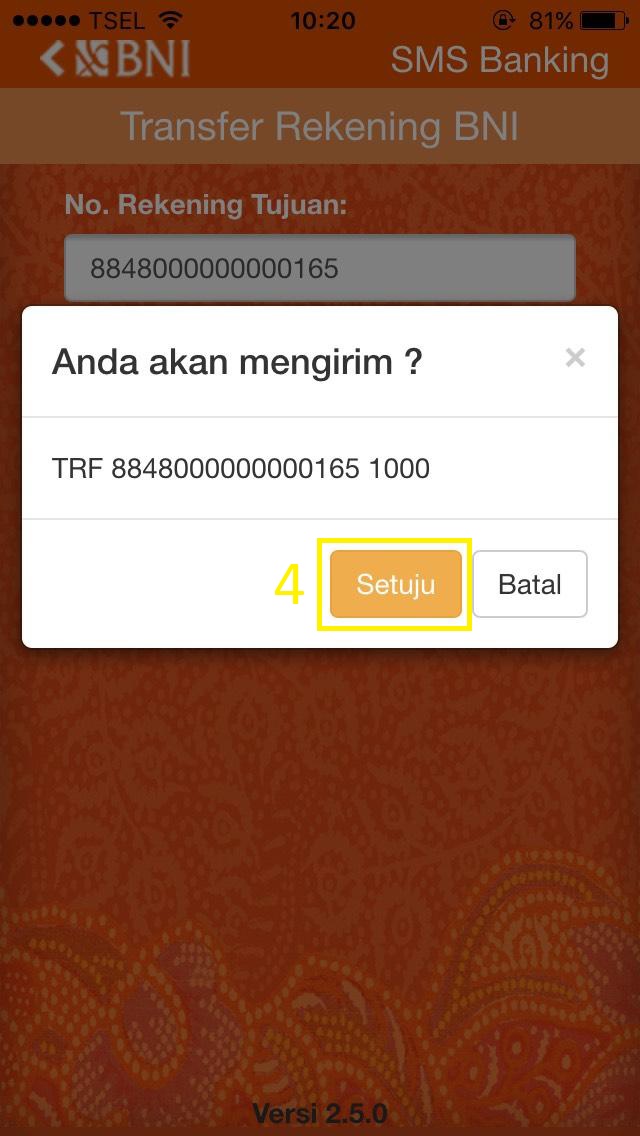 TSEL 10:20 81%
BNI SMS Banking
Transfer Rekening BNI
No. Rekening Tujuan:
8848000000000165
Anda akan mengirim ? ×
TRF 8848000000000165 1000
4 Setuju Batal
Versi 2.5.0